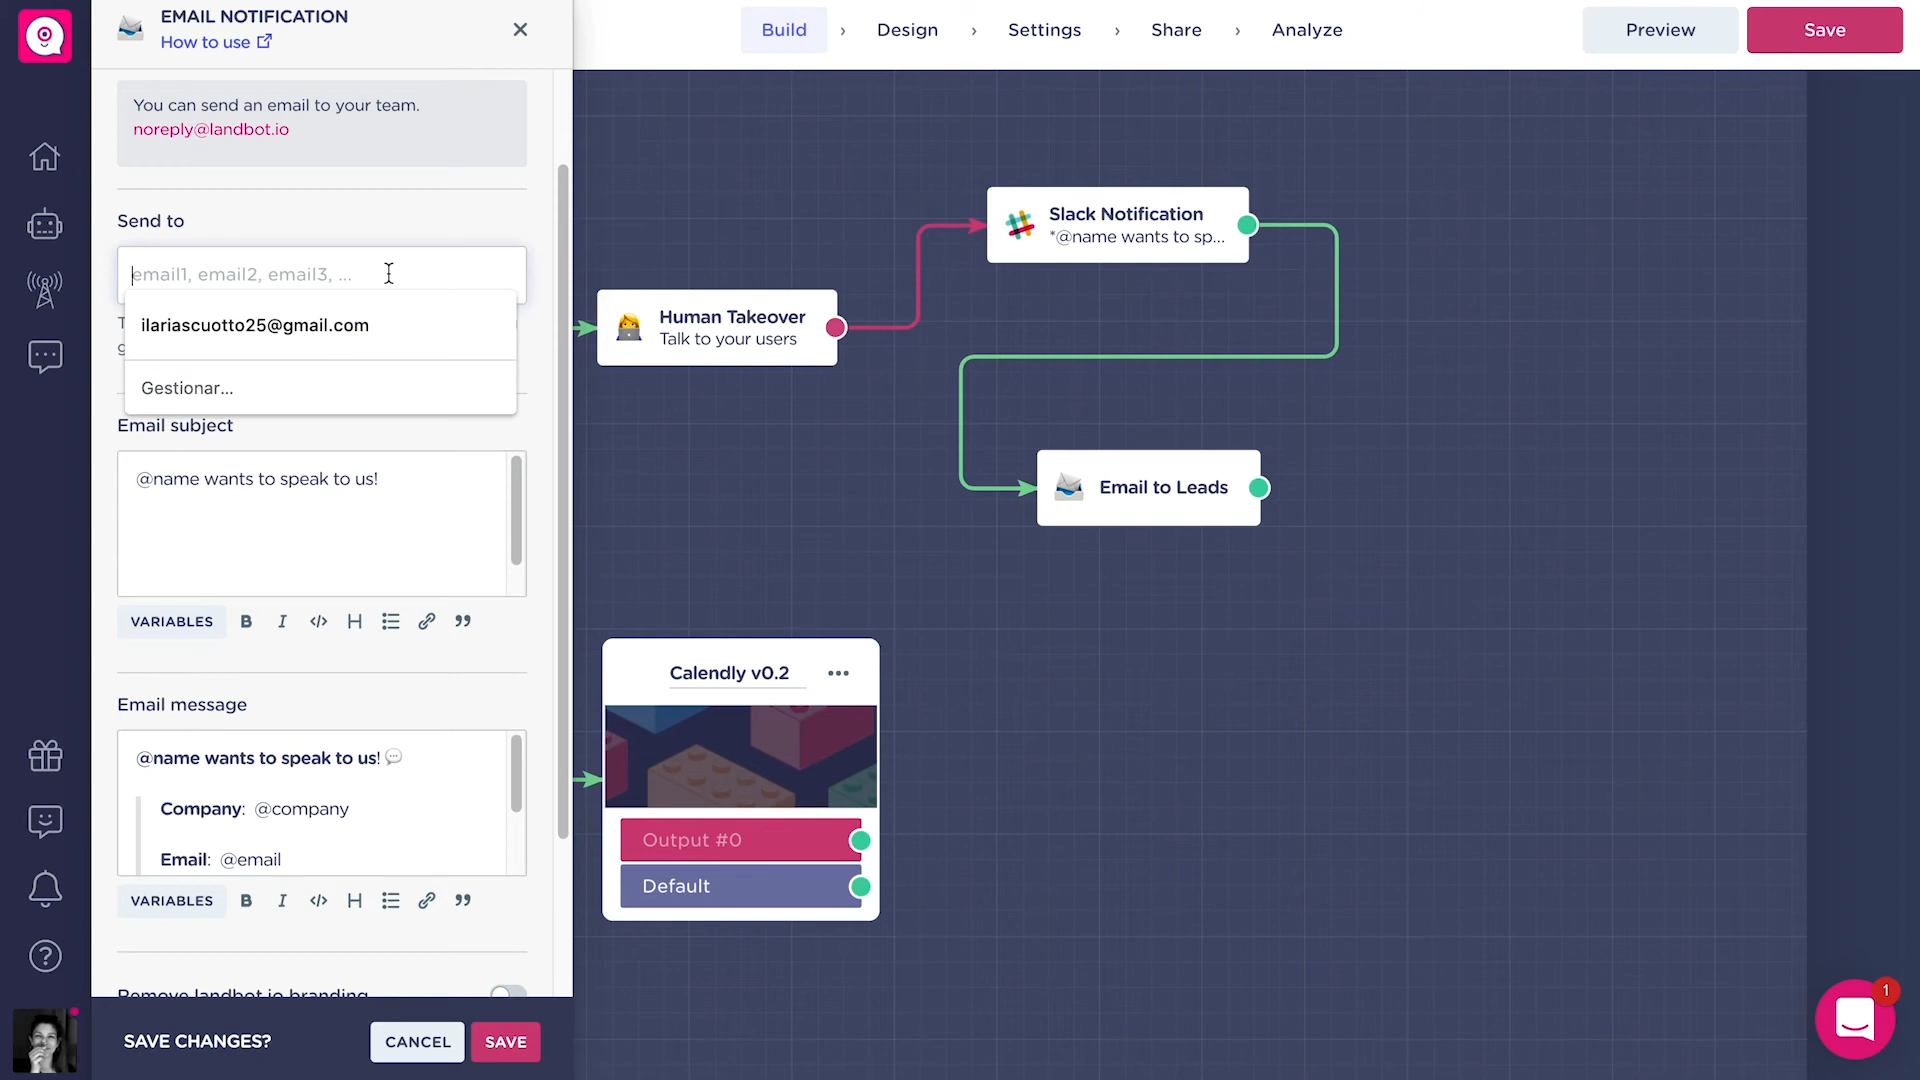 EMAIL NOTIFICATION
How to use
You can send an email to your team.
noreply@landbot.io
Send to
email1, email2, email3, ...
ilariascuotto25@gmail.com
Gestionar...
Email subject
@name wants to speak to us!
VARIABLES
Email message
@name wants to speak to us! 💬
Company: @company
Email: @email
VARIABLES
Remove landbot.io branding
SAVE CHANGES?
CANCEL
SAVE
Build
Design
Settings
Share
Analyze
Preview
Save
Slack Notification
*@name wants to sp...
Human Takeover
Talk to your users
Email to Leads
Calendly v0.2
Output #0
Default
1